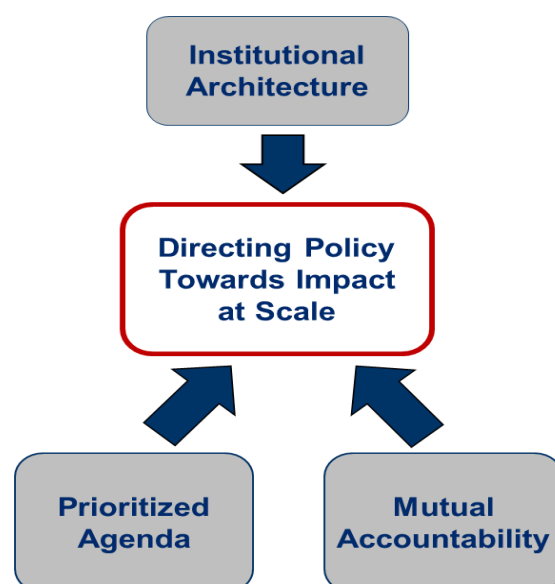 Institutional
Architecture
Directing Policy
Towards Impact
at Scale
Prioritized
Agenda
Mutual
Accountability